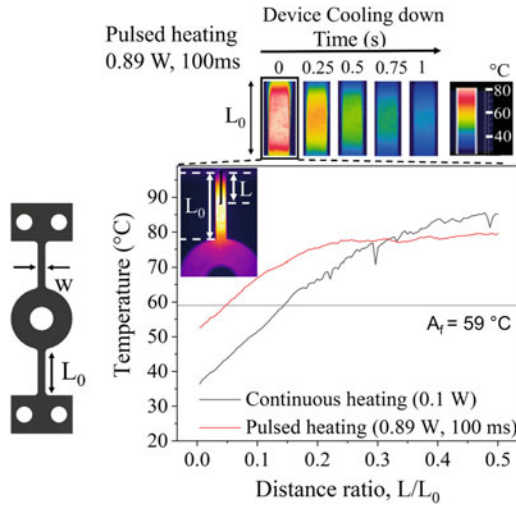 Pulsed heating
0.89 W, 100ms
Device Cooling down
Time (s)
0 0.25 0.5 0.75 1
°C
80
60
40
L₀
L₀
L
W
L₀
Temperature (°C)
90
80
70
60
50
40
30
20
A_f = 59 °C
Continuous heating (0.1 W)
Pulsed heating (0.89 W, 100 ms)
0.0 0.1 0.2 0.3 0.4 0.5
Distance ratio, L/L₀